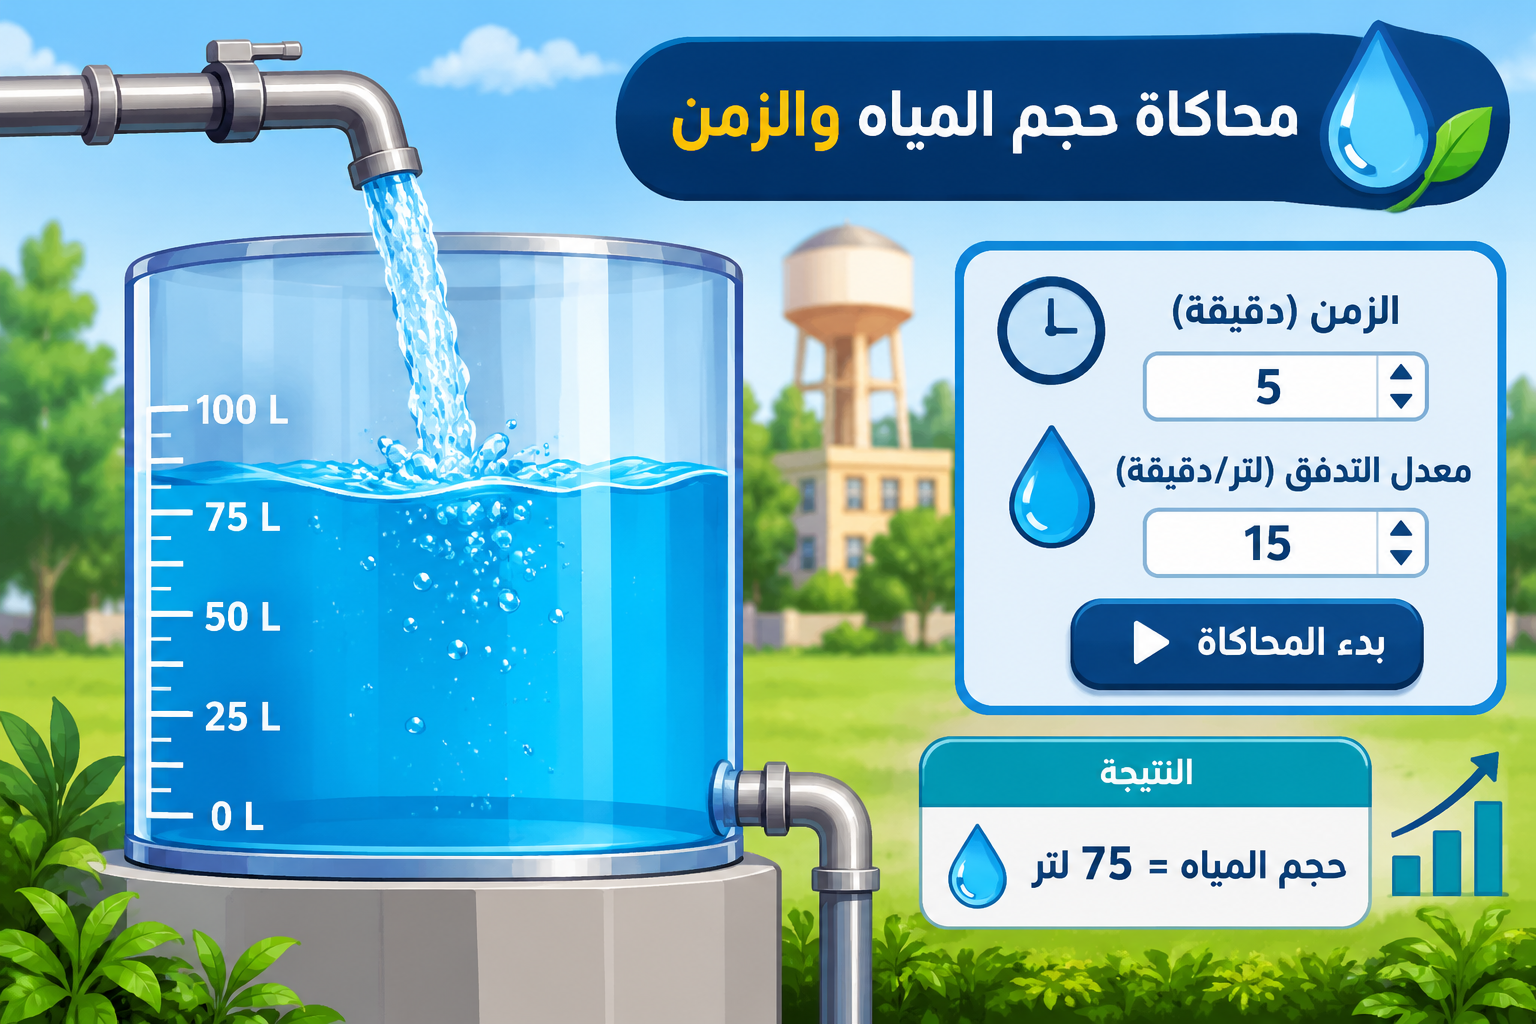 محاكاة حجم المياه والزمن
الزمن (دقيقة)
5
معدل التدفق (لتر/دقيقة)
15
بدء المحاكاة
النتيجة
حجم المياه = 75 لتر
100 L
75 L
50 L
25 L
0 L